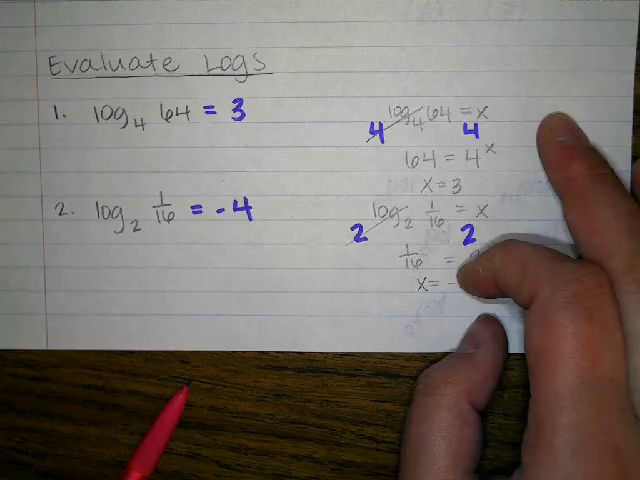 Evaluate Logs
1. log₄ 64 = 3
log₄ 64 = x
4 4
64 = 4ˣ
x = 3
2. log₂ 1/16 = -4
log₂ 1/16 = x
2 2
1/16 =
x = -